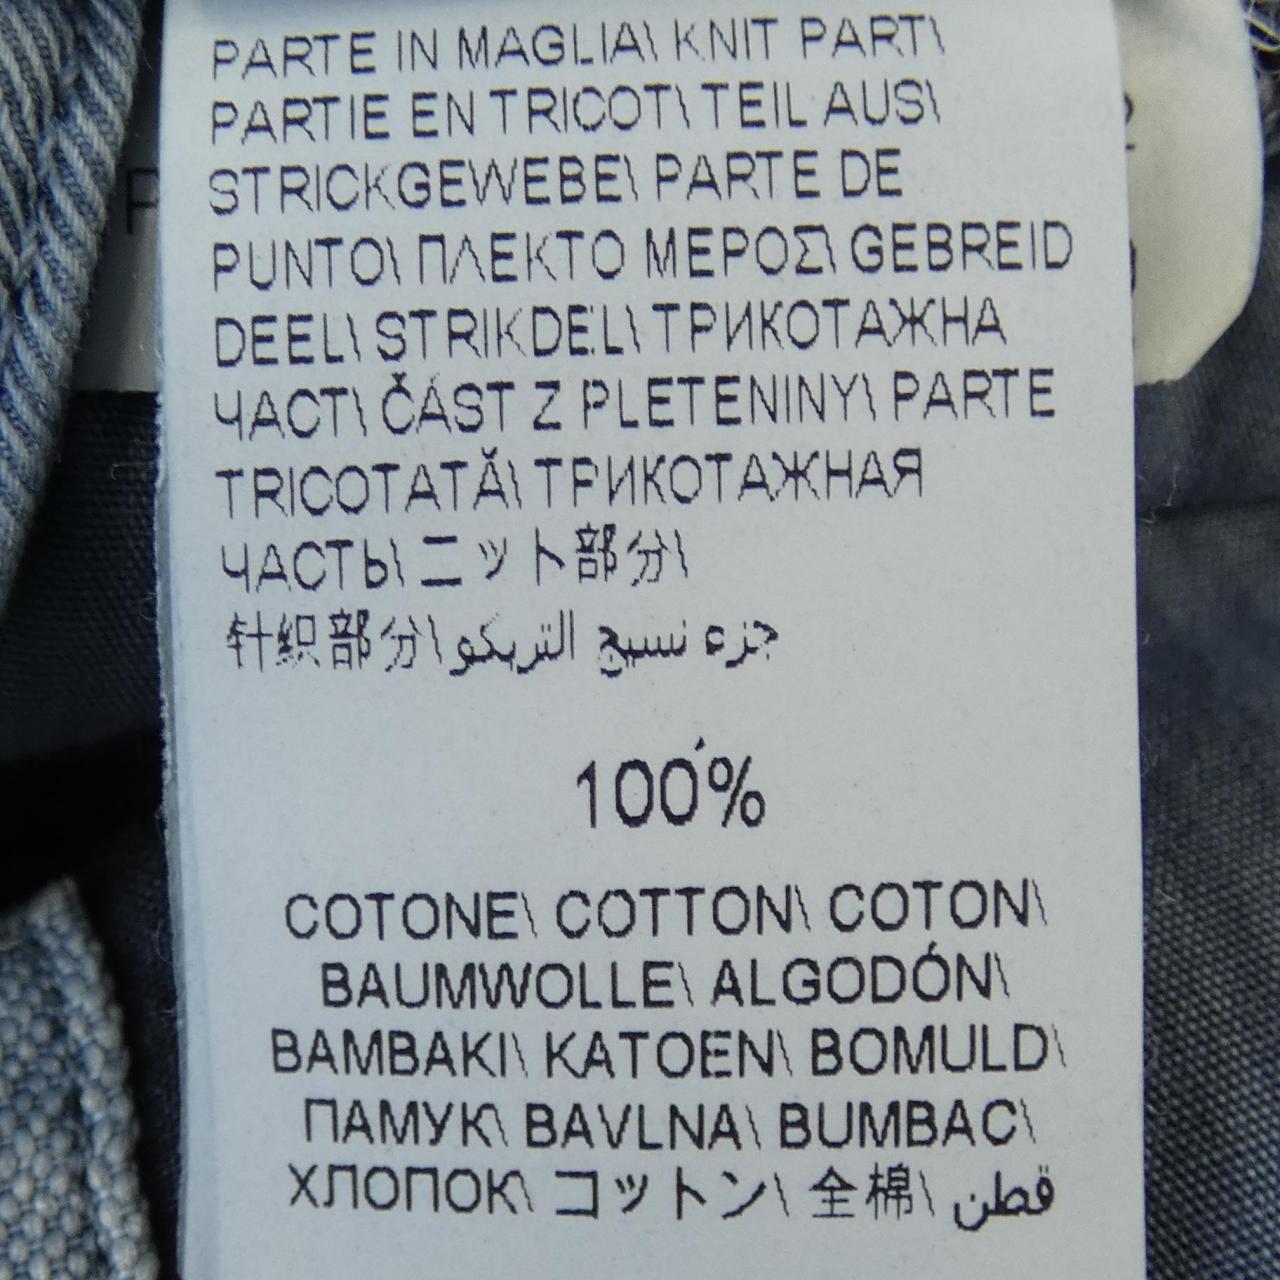 PARTE IN MAGLIA\ KNIT PART\
PARTIE EN TRICOT\ TEIL AUS\
STRICKGEWEBE\ PARTE DE
PUNTO\ ΠΛΕΚΤΟ ΜΕΡΟΣ\ GEBREID
DEEL\ STRIKDEL\ ТРИКОТАЖНА
ЧАСТ\ ČÁST Z PLETENINY\ PARTE
TRICOTATĂ\ ТРИКОТАЖНАЯ
ЧАСТЬ\ ニット部分\
针织部分\ جزء نسيج التريكو
100%
COTONE\ COTTON\ COTON\
BAUMWOLLE\ ALGODÓN\
BAMBAKI\ KATOEN\ BOMULD\
ПАМУК\ BAVLNA\ BUMBAC\
ХЛОПОК\ コットン\ 全棉\ قطن